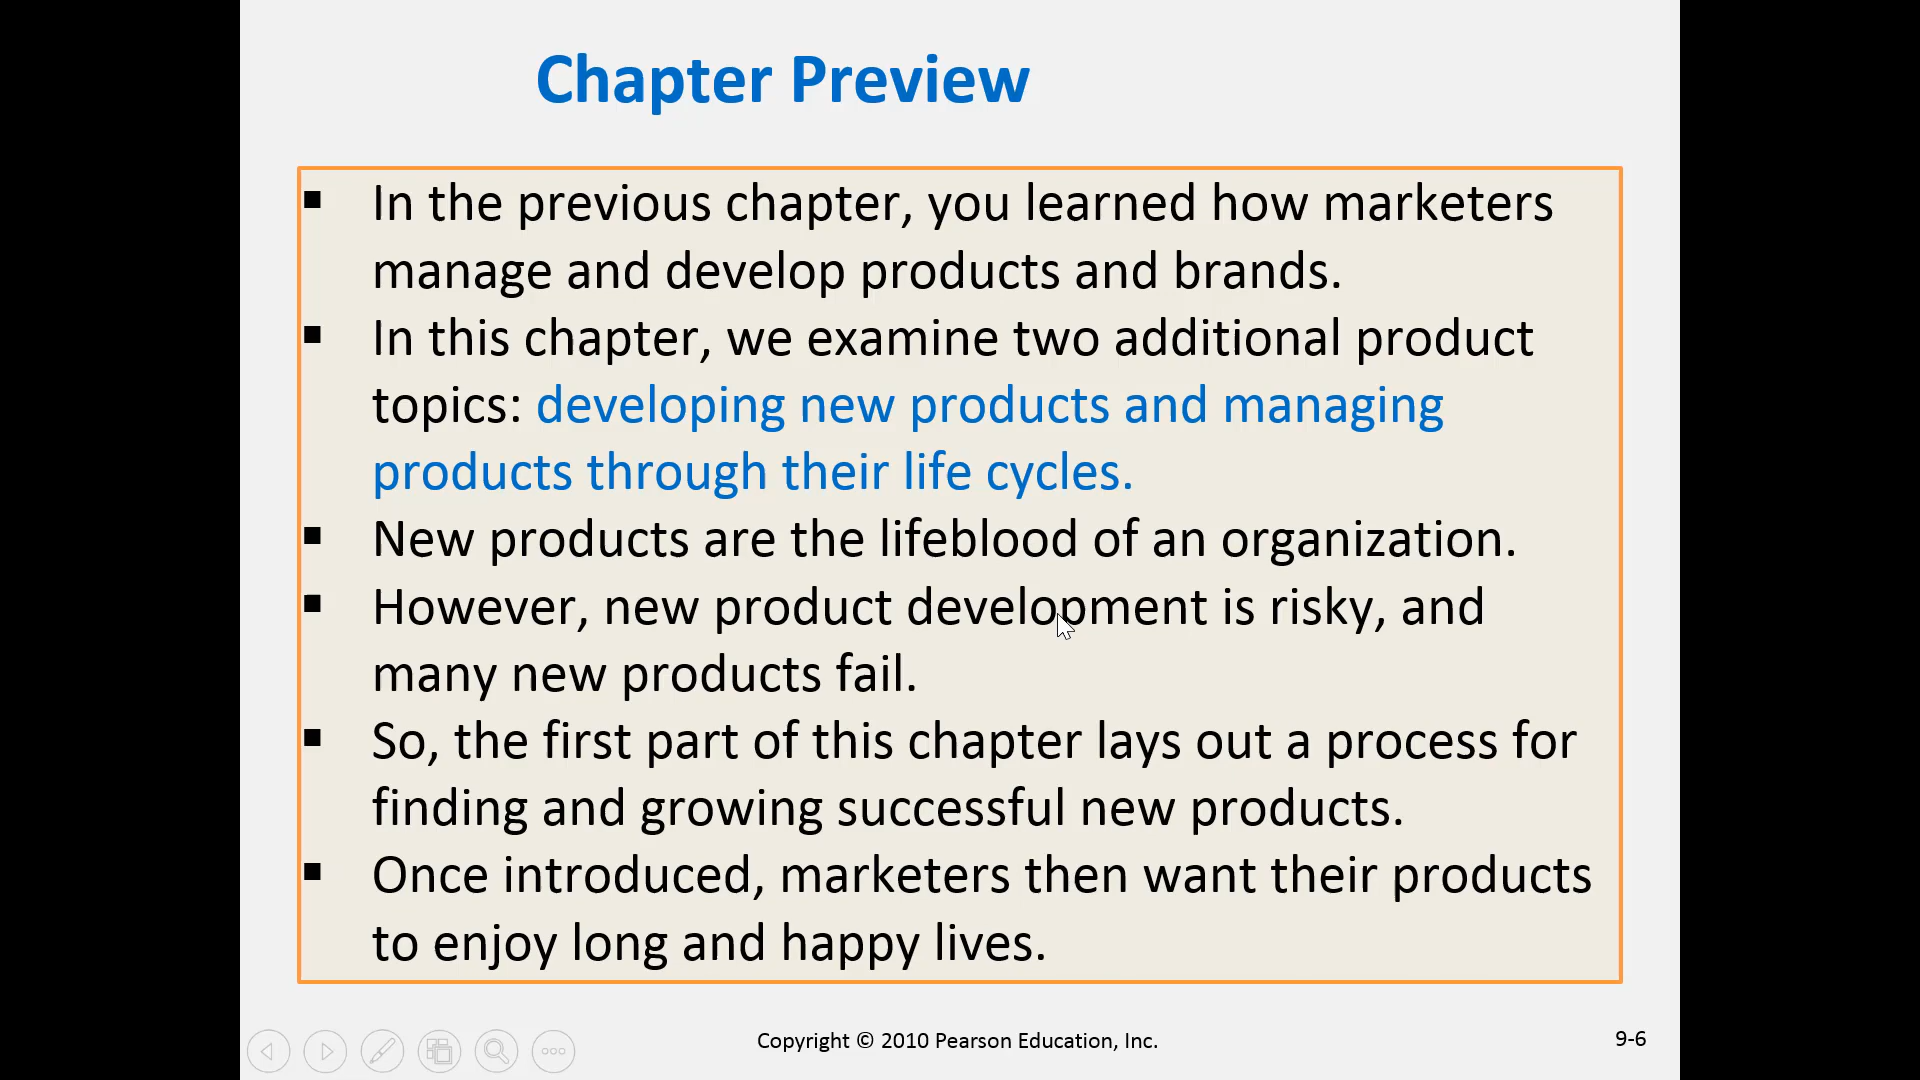 Chapter Preview
▪ In the previous chapter, you learned how marketers
manage and develop products and brands.
▪ In this chapter, we examine two additional product
topics: developing new products and managing
products through their life cycles.
▪ New products are the lifeblood of an organization.
▪ However, new product development is risky, and
many new products fail.
▪ So, the first part of this chapter lays out a process for
finding and growing successful new products.
▪ Once introduced, marketers then want their products
to enjoy long and happy lives.
Copyright © 2010 Pearson Education, Inc.
9-6